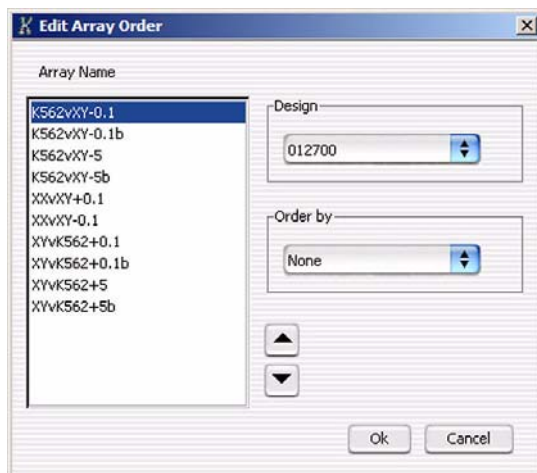 Edit Array Order
Array Name
K562vXY-0.1
K562vXY-0.1b
K562vXY-5
K562vXY-5b
XXvXY+0.1
XXvXY-0.1
XYvK562+0.1
XYvK562+0.1b
XYvK562+5
XYvK562+5b
Design
012700
Order by
None
Ok
Cancel